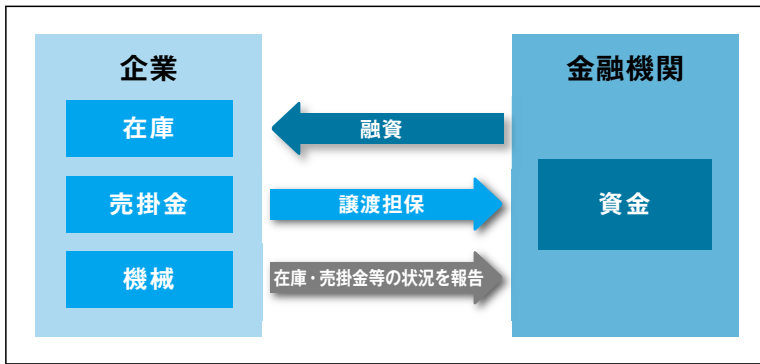 企業
在庫
売掛金
機械
融資
譲渡担保
在庫・売掛金等の状況を報告
金融機関
資金